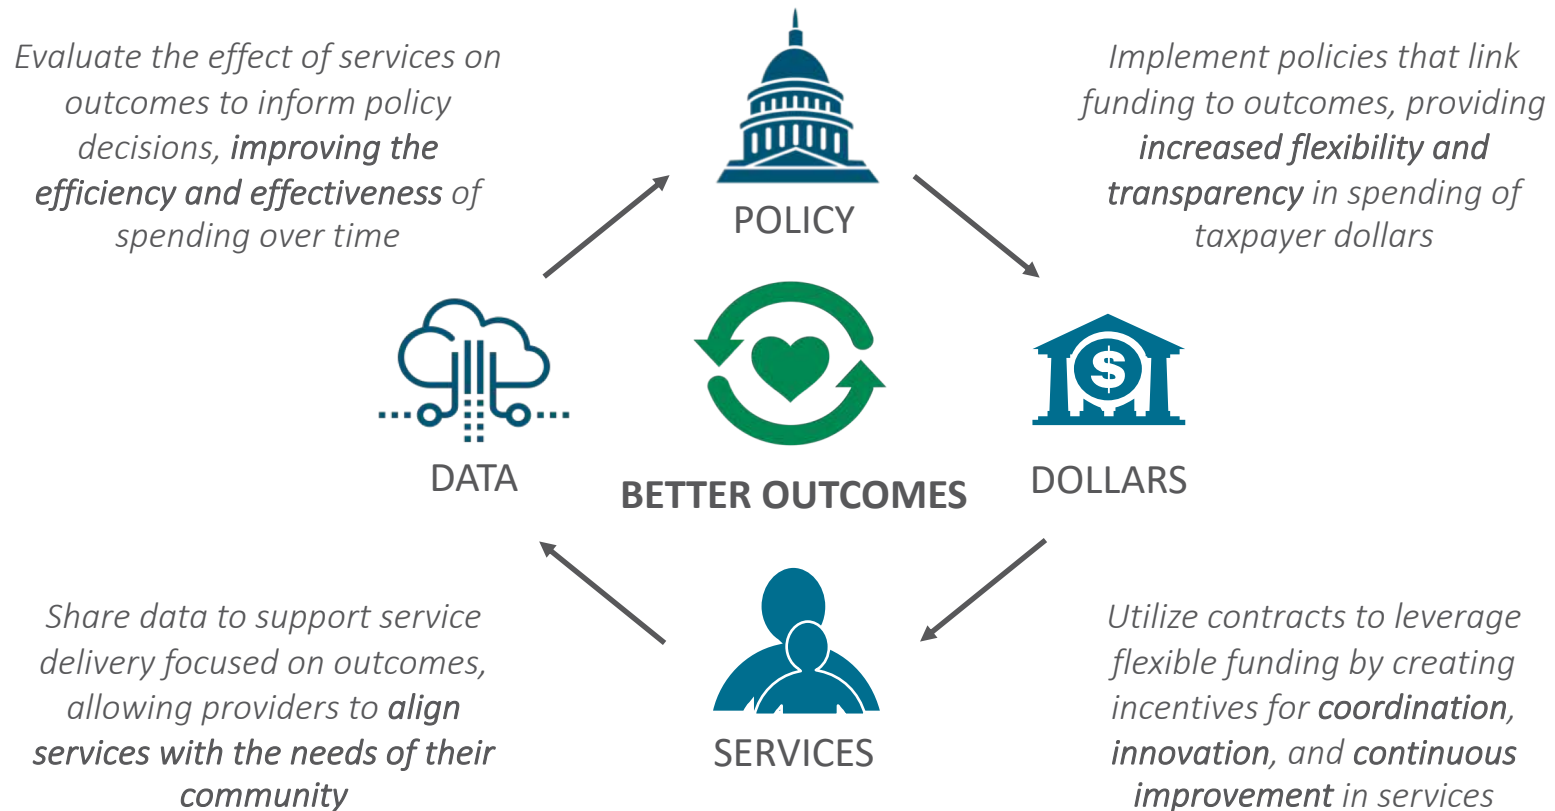 Evaluate the effect of services on
outcomes to inform policy
decisions, improving the
efficiency and effectiveness of
spending over time
POLICY
Implement policies that link
funding to outcomes, providing
increased flexibility and
transparency in spending of
taxpayer dollars
DATA
BETTER OUTCOMES
$
DOLLARS
Share data to support service
delivery focused on outcomes,
allowing providers to align
services with the needs of their
community
SERVICES
Utilize contracts to leverage
flexible funding by creating
incentives for coordination,
innovation, and continuous
improvement in services